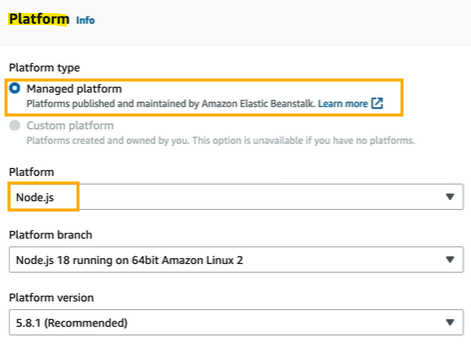 Platform Info
Platform type
Managed platform
Platforms published and maintained by Amazon Elastic Beanstalk. Learn more
Custom platform
Platforms created and owned by you. This option is unavailable if you have no platforms.
Platform
Node.js
Platform branch
Node.js 18 running on 64bit Amazon Linux 2
Platform version
5.8.1 (Recommended)